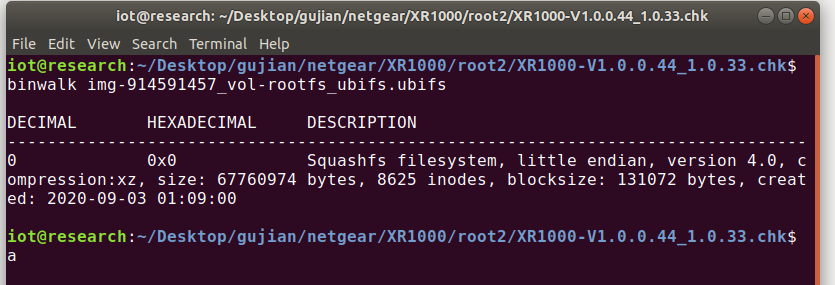 iot@research: ~/Desktop/gujian/netgear/XR1000/root2/XR1000-V1.0.0.44_1.0.33.chk
File Edit View Search Terminal Help
iot@research:~/Desktop/gujian/netgear/XR1000/root2/XR1000-V1.0.0.44_1.0.33.chk$
binwalk img-914591457_vol-rootfs_ubifs.ubifs
DECIMAL       HEXADECIMAL     DESCRIPTION
--------------------------------------------------------------------------------
0             0x0             Squashfs filesystem, little endian, version 4.0, c
ompression:xz, size: 67760974 bytes, 8625 inodes, blocksize: 131072 bytes, creat
ed: 2020-09-03 01:09:00
iot@research:~/Desktop/gujian/netgear/XR1000/root2/XR1000-V1.0.0.44_1.0.33.chk$
a